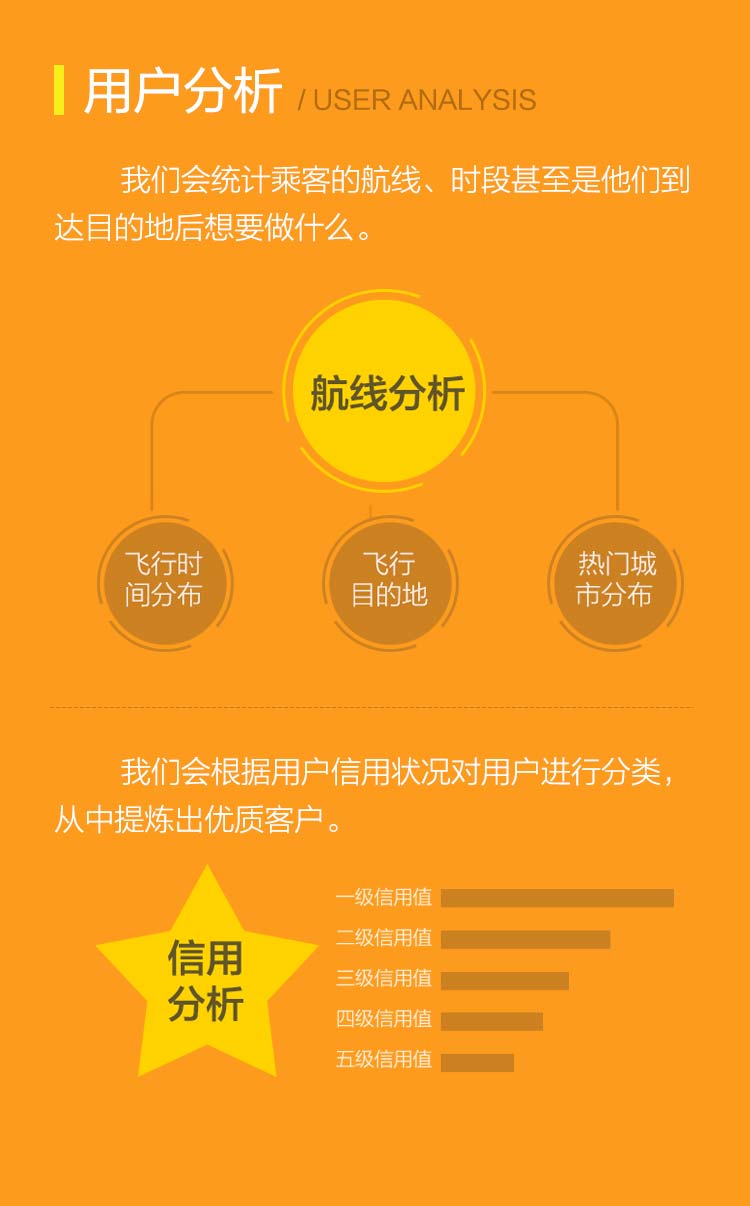 用户分析 / USER ANALYSIS
我们会统计乘客的航线、时段甚至是他们到
达目的地后想要做什么。
航线分析
飞行时
间分布
飞行
目的地
热门城
市分布
我们会根据用户信用状况对用户进行分类，
从中提炼出优质客户。
信用
分析
一级信用值
二级信用值
三级信用值
四级信用值
五级信用值